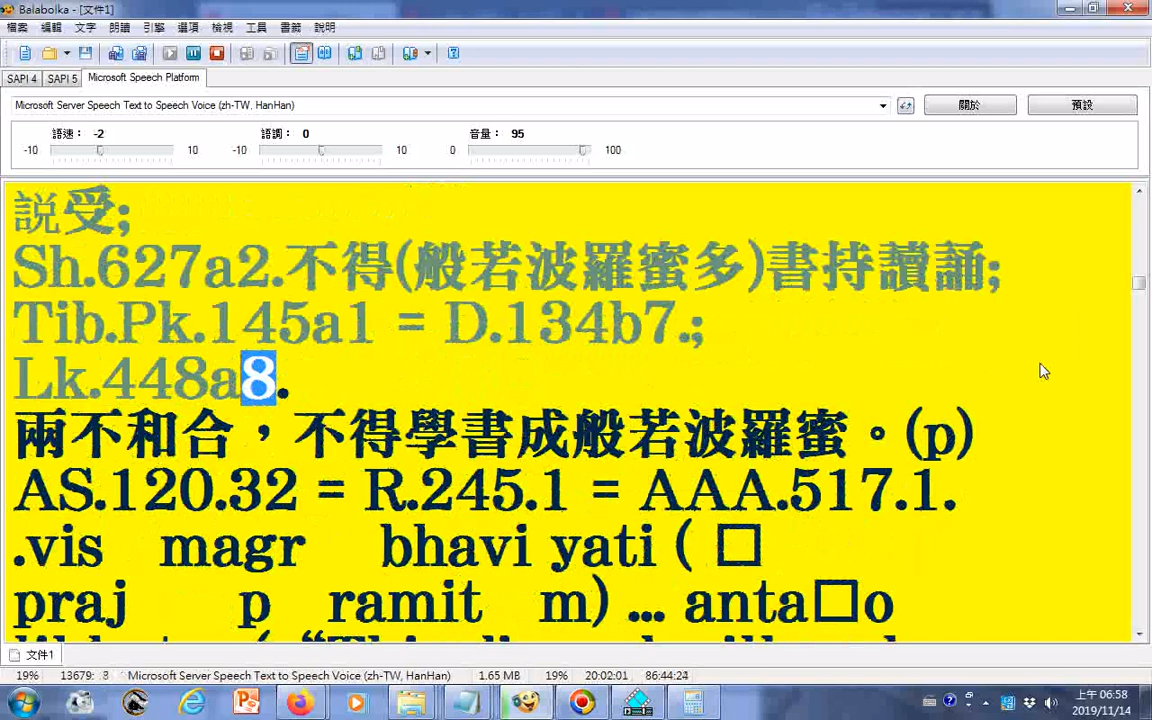 Balabolka - [文件1]
檔案 編輯 文字 朗讀 引擎 選項 檢視 工具 書籤 說明
SAPI 4 SAPI 5 Microsoft Speech Platform
Microsoft Server Speech Text to Speech Voice (zh-TW, HanHan) 關於 預設
語速： -2 語調： 0 音量： 95
-10 10 -10 10 0 100
説受;
Sh.627a2.不得(般若波羅蜜多)書持讀誦;
Tib.Pk.145a1 = D.134b7.;
Lk.448a8.
兩不和合，不得學書成般若波羅蜜。(p)
AS.120.32 = R.245.1 = AAA.517.1.
.vis magr bhavi yati ( □
praj p ramit m) ... anta□o
文件1
19% 13679: 3 Microsoft Server Speech Text to Speech Voice (zh-TW, HanHan) 1.65 MB 19% 20:02:01 86:44:24
上午 06:58
2019/11/14